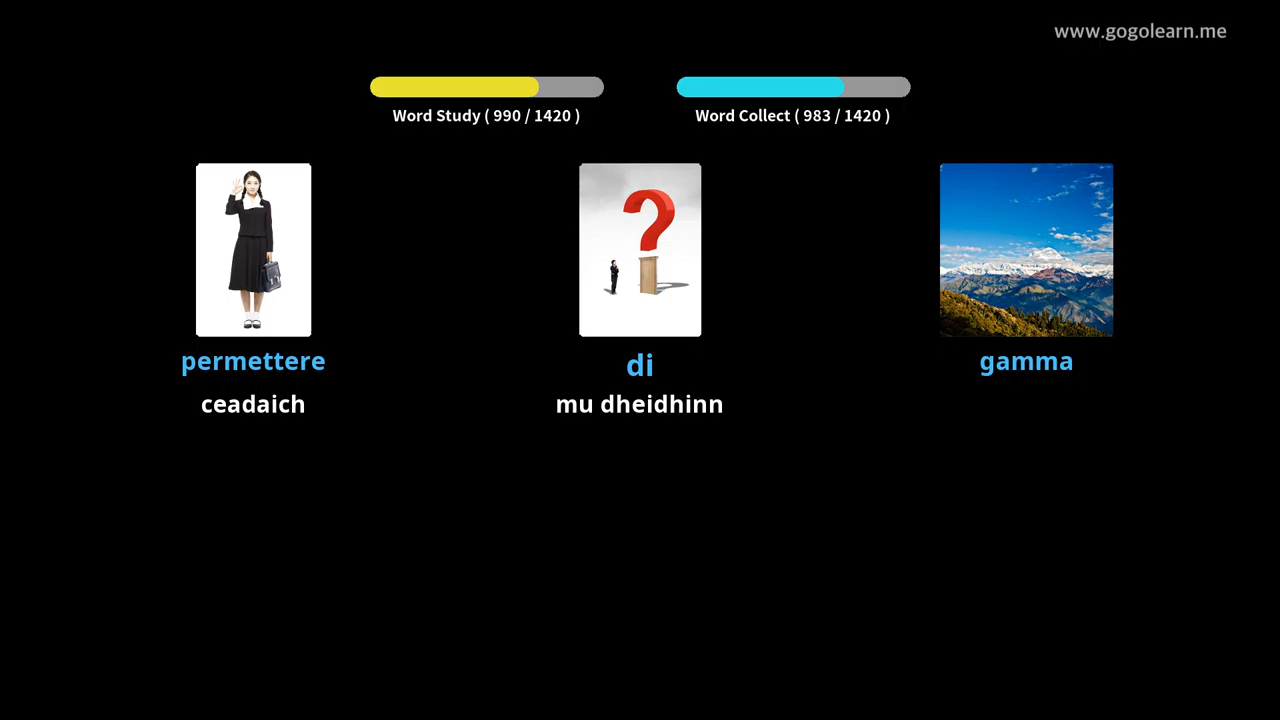 www.gogolearn.me
Word Study ( 990 / 1420 )
Word Collect ( 983 / 1420 )
permettere
ceadaich
di
mu dheidhinn
gamma